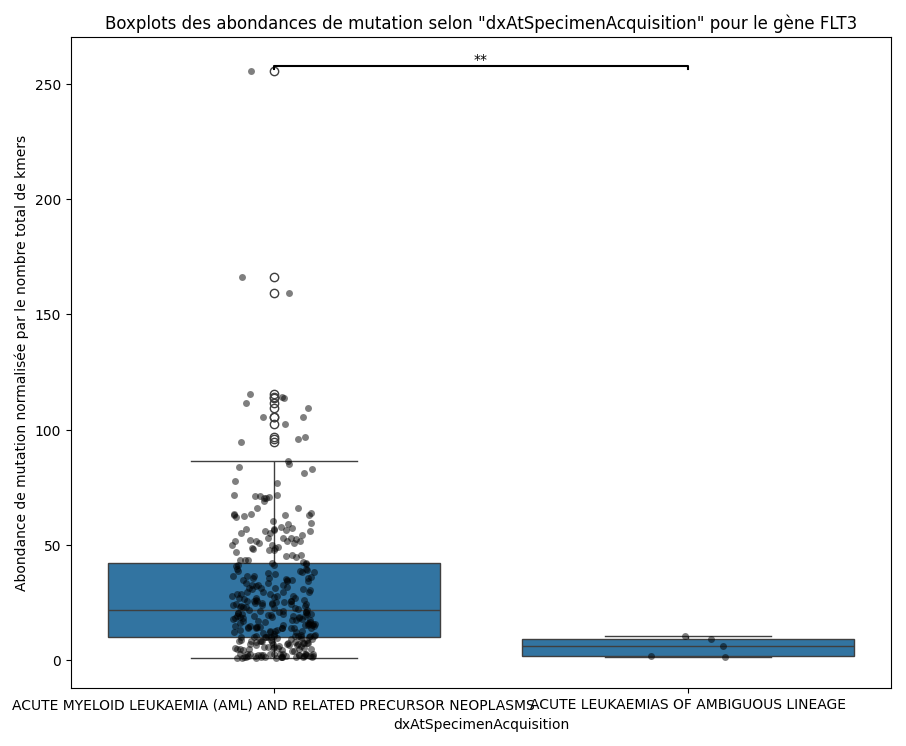 Boxplots des abondances de mutation selon "dxAtSpecimenAcquisition" pour le gène FLT3
**
250
200
150
100
50
0
Abondance de mutation normalisée par le nombre total de kmers
ACUTE MYELOID LEUKAEMIA (AML) AND RELATED PRECURSOR NEOPLASMS
ACUTE LEUKAEMIAS OF AMBIGUOUS LINEAGE
dxAtSpecimenAcquisition